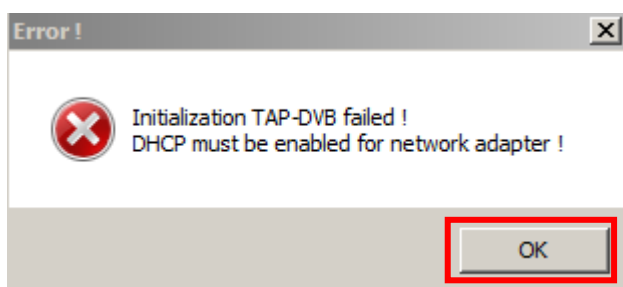 Error !
Initialization TAP-DVB failed !
DHCP must be enabled for network adapter !
OK